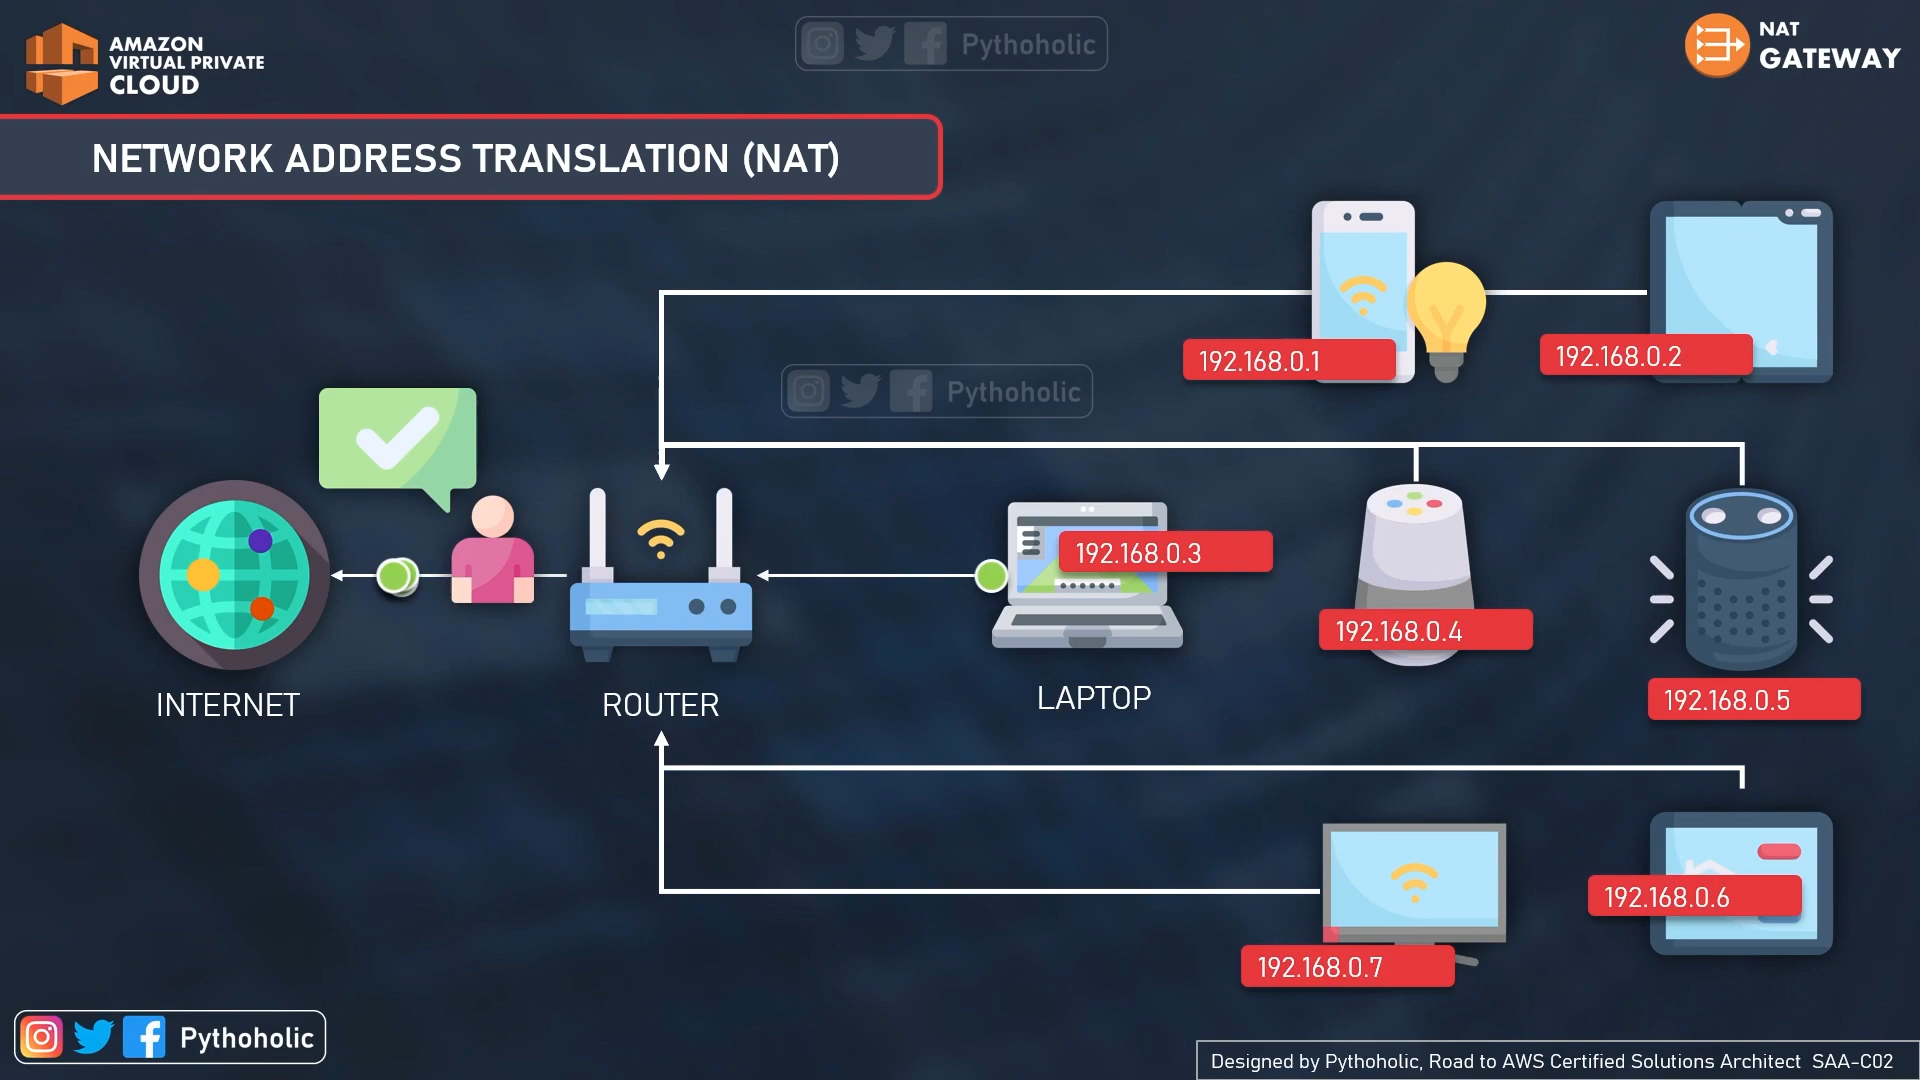 AMAZON
VIRTUAL PRIVATE
CLOUD
Pythoholic
NAT
GATEWAY
NETWORK ADDRESS TRANSLATION (NAT)
192.168.0.1
192.168.0.2
Pythoholic
192.168.0.3
192.168.0.4
192.168.0.5
INTERNET
ROUTER
LAPTOP
192.168.0.6
192.168.0.7
Pythoholic
Designed by Pythoholic, Road to AWS Certified Solutions Architect SAA-C02